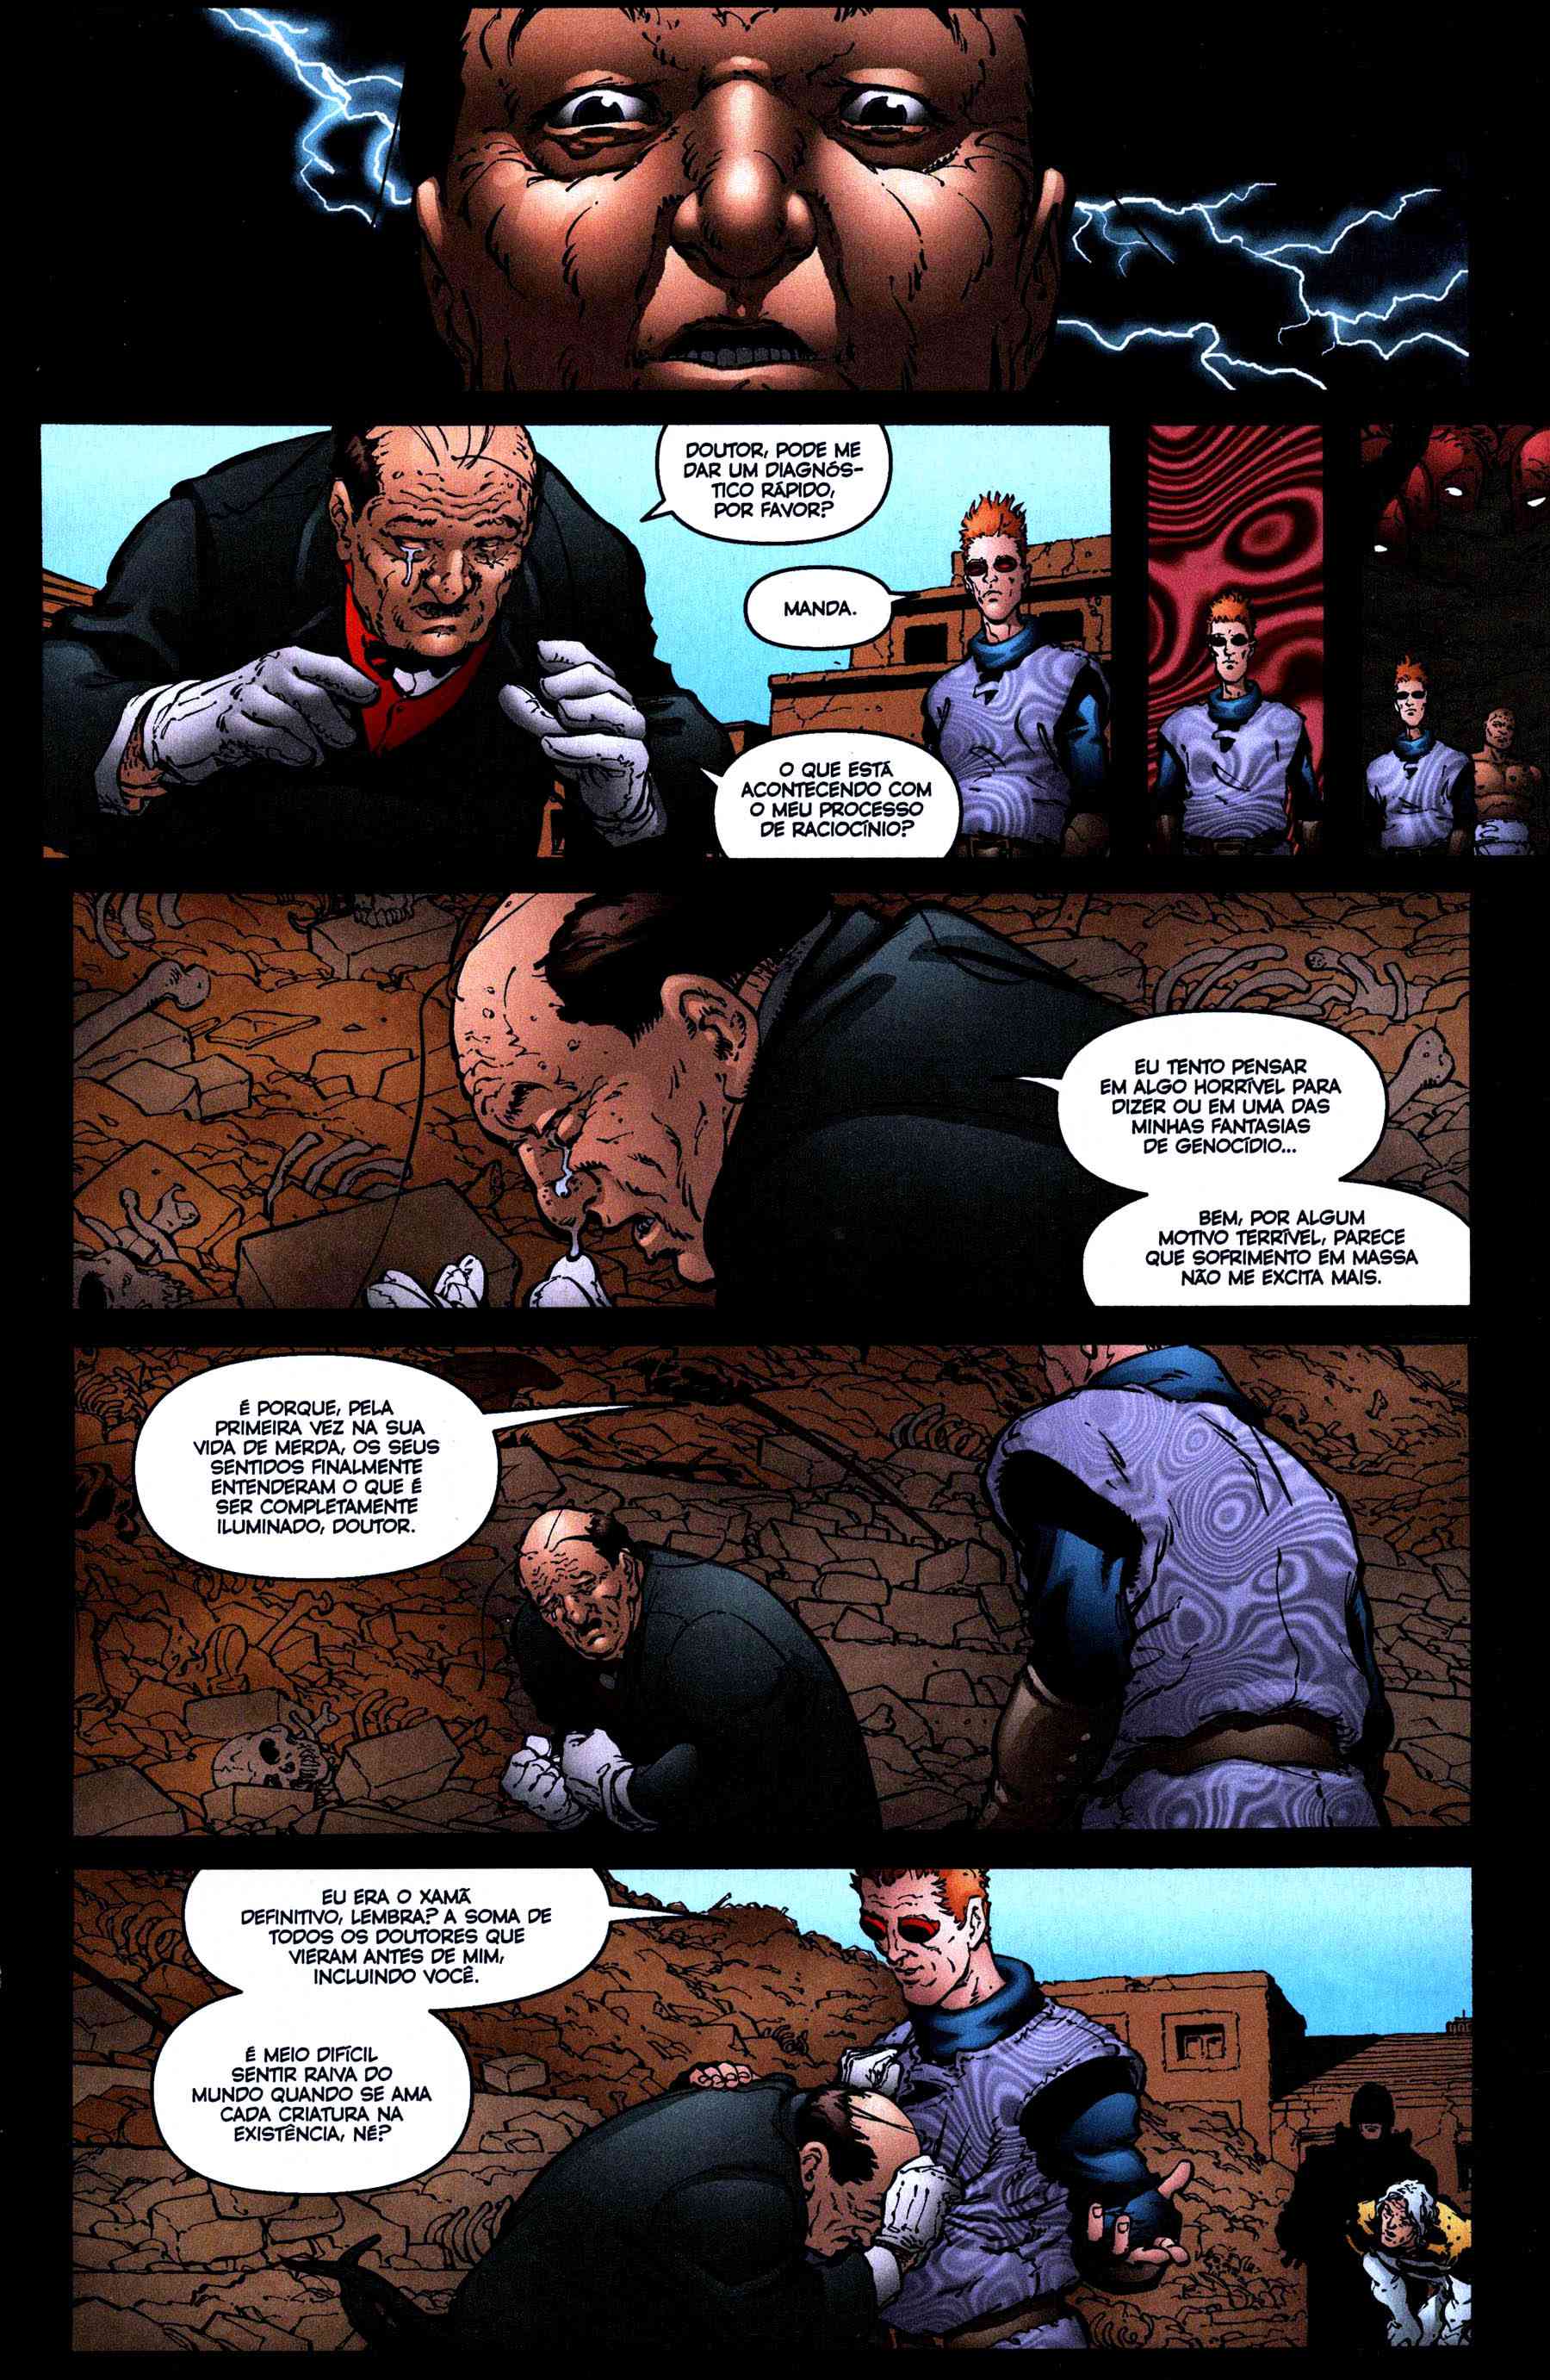 DOUTOR, PODE ME
DAR UM DIAGNÓS-
TICO RÁPIDO,
POR FAVOR?
MANDA.
O QUE ESTÁ
ACONTECENDO COM
O MEU PROCESSO
DE RACIOCÍNIO?
EU TENTO PENSAR
EM ALGO HORRÍVEL PARA
DIZER OU EM UMA DAS
MINHAS FANTASIAS
DE GENOCÍDIO...
BEM, POR ALGUM
MOTIVO TERRÍVEL, PARECE
QUE SOFRIMENTO EM MASSA
NÃO ME EXCITA MAIS.
É PORQUE, PELA
PRIMEIRA VEZ NA SUA
VIDA DE MERDA, OS SEUS
SENTIDOS FINALMENTE
ENTENDERAM O QUE É
SER COMPLETAMENTE
ILUMINADO, DOUTOR.
EU ERA O XAMÃ
DEFINITIVO, LEMBRA? A SOMA DE
TODOS OS DOUTORES QUE
VIERAM ANTES DE MIM,
INCLUINDO VOCÊ.
É MEIO DIFÍCIL
SENTIR RAIVA DO
MUNDO QUANDO SE AMA
CADA CRIATURA NA
EXISTÊNCIA, NÉ?